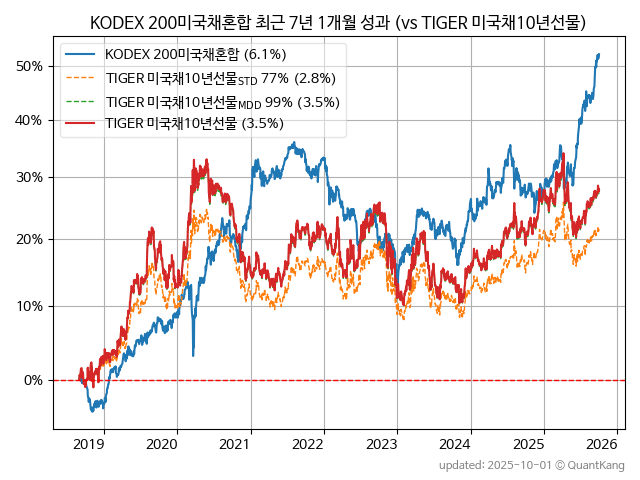 KODEX 200미국채혼합 최근 7년 1개월 성과 (vs TIGER 미국채10년선물)
KODEX 200미국채혼합 (6.1%)
TIGER 미국채10년선물STD 77% (2.8%)
TIGER 미국채10년선물MDD 99% (3.5%)
TIGER 미국채10년선물 (3.5%)
50%
40%
30%
20%
10%
0%
2019 2020 2021 2022 2023 2024 2025 2026
updated: 2025-10-01 © QuantKang